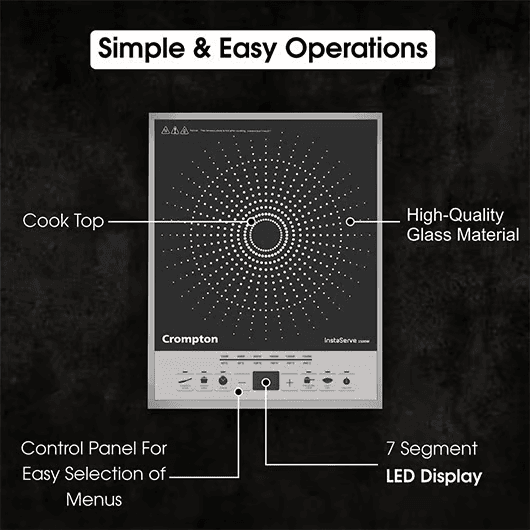 Simple & Easy Operations
Cook Top
High-Quality
Glass Material
Crompton
instaServe
Control Panel For
Easy Selection of
Menus
7 Segment
LED Display